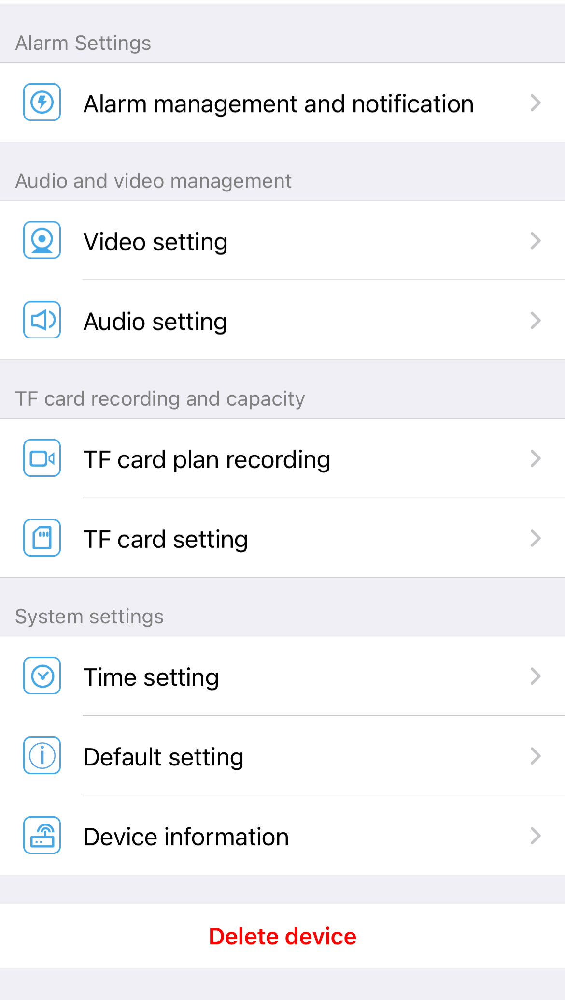 Alarm Settings
Alarm management and notification
Audio and video management
Video setting
Audio setting
TF card recording and capacity
TF card plan recording
TF card setting
System settings
Time setting
Default setting
Device information
Delete device